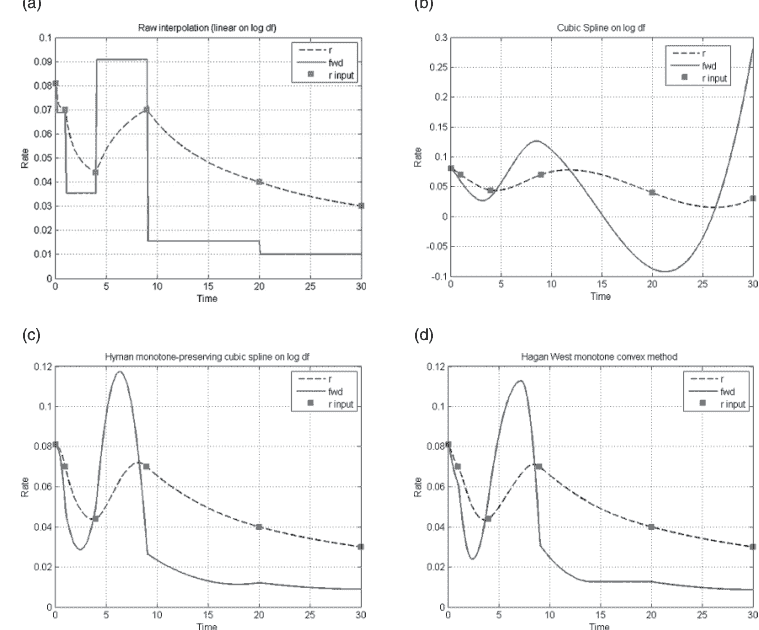 (a)
Raw interpolation (linear on log df)
0.1
0.09
0.08
0.07
0.06
0.05
0.04
0.03
0.02
0.01
0
Rate
r
fwd
r input
0 5 10 15 20 25 30
Time
(b)
Cubic Spline on log df
0.3
0.25
0.2
0.15
0.1
0.05
0
-0.05
-0.1
Rate
r
fwd
r input
0 5 10 15 20 25 30
Time
(c)
Hyman monotone-preserving cubic spline on log df
0.12
0.1
0.08
0.06
0.04
0.02
0
Rate
r
fwd
r input
0 5 10 15 20 25 30
Time
(d)
Hagan West monotone convex method
0.12
0.1
0.08
0.06
0.04
0.02
0
Rate
r
fwd
r input
0 5 10 15 20 25 30
Time